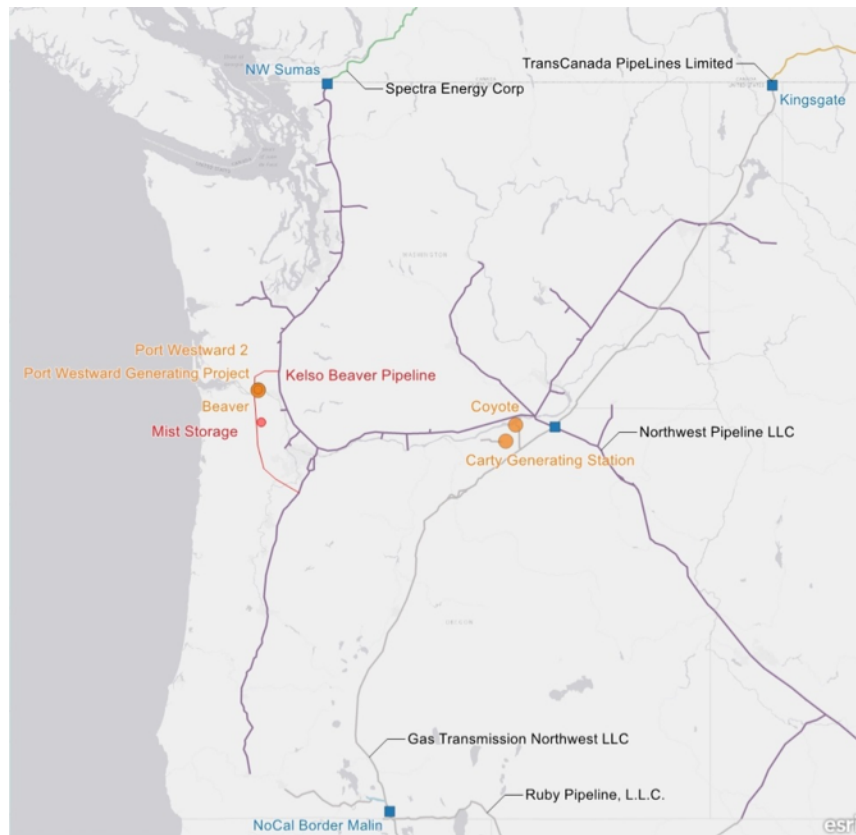 TransCanada PipeLines Limited
NW Sumas
Spectra Energy Corp
Kingsgate
WASHINGTON
Port Westward 2
Port Westward Generating Project
Kelso Beaver Pipeline
Beaver
Coyote
Mist Storage
Northwest Pipeline LLC
Carty Generating Station
OREGON
Gas Transmission Northwest LLC
Ruby Pipeline, L.L.C.
NoCal Border Malin
esri